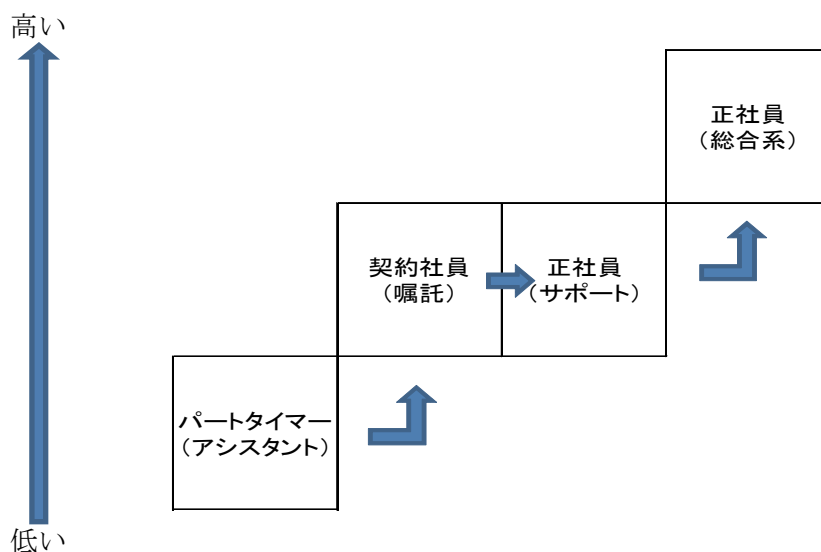 高い
正社員
（総合系）
契約社員
（嘱託）
正社員
（サポート）
パートタイマー
（アシスタント）
低い